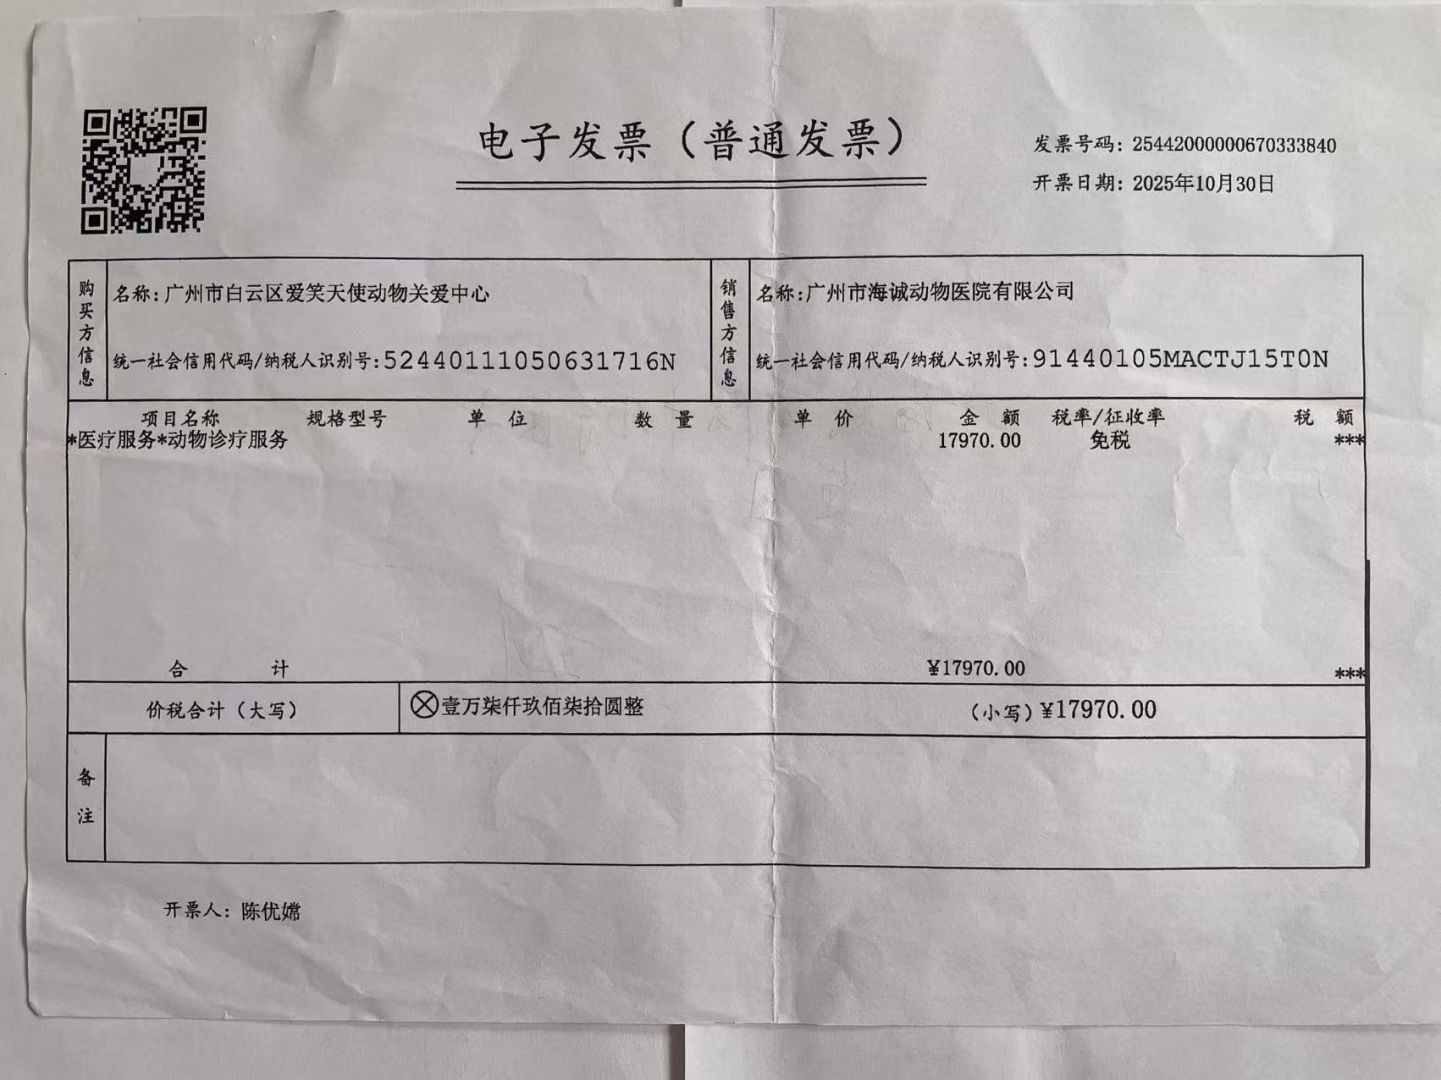 电子发票（普通发票）
发票号码：25442000000670333840
开票日期：2025年10月30日
购买方信息
名称：广州市白云区爱笑天使动物关爱中心
统一社会信用代码/纳税人识别号：52440111050631716N
销售方信息
名称：广州市海诚动物医院有限公司
统一社会信用代码/纳税人识别号：91440105MACTJ15T0N
项目名称 规格型号 单位 数量 单价 金额 税率/征收率 税额
*医疗服务*动物诊疗服务 17970.00 免税 ***
合计 ¥17970.00 ***
价税合计（大写） ⊗壹万柒仟玖佰柒拾圆整 （小写）¥17970.00
备注
开票人：陈优嫦